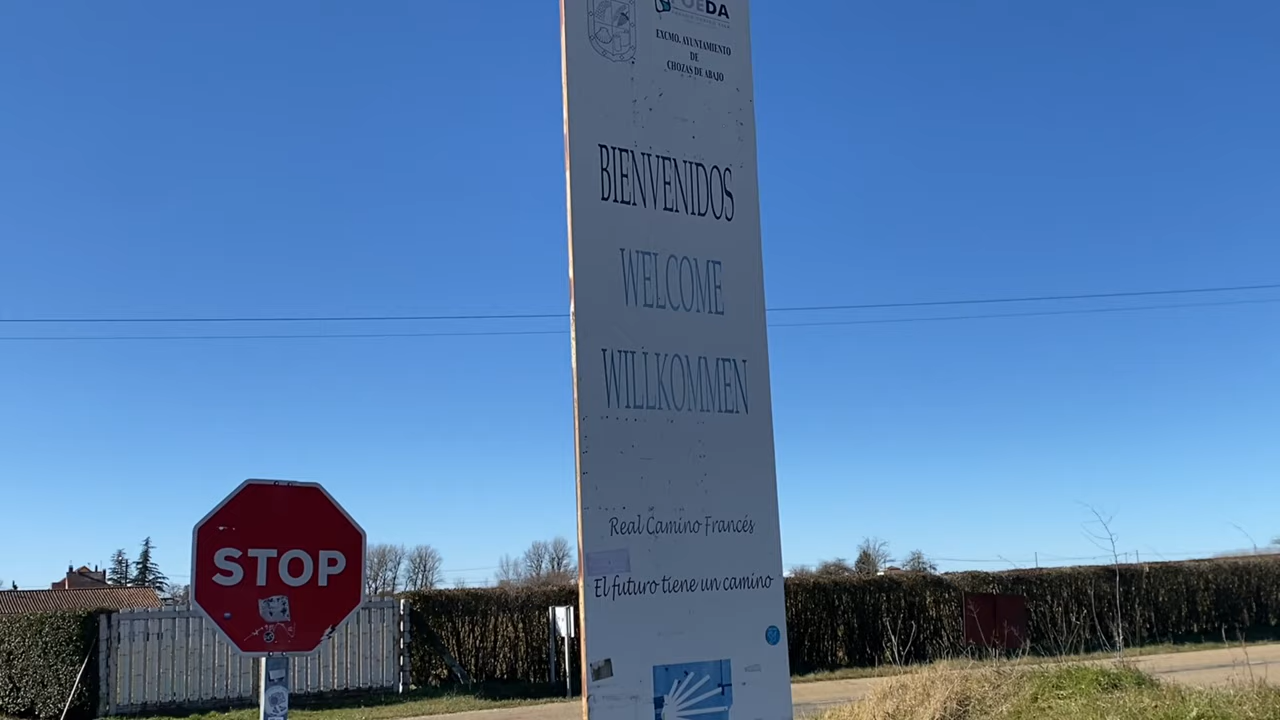 EXCMO. AYUNTAMIENTO
DE
CHOZAS DE ABAJO
BIENVENIDOS
WELCOME
WILLKOMMEN
Real Camino Francés
El futuro tiene un camino
STOP